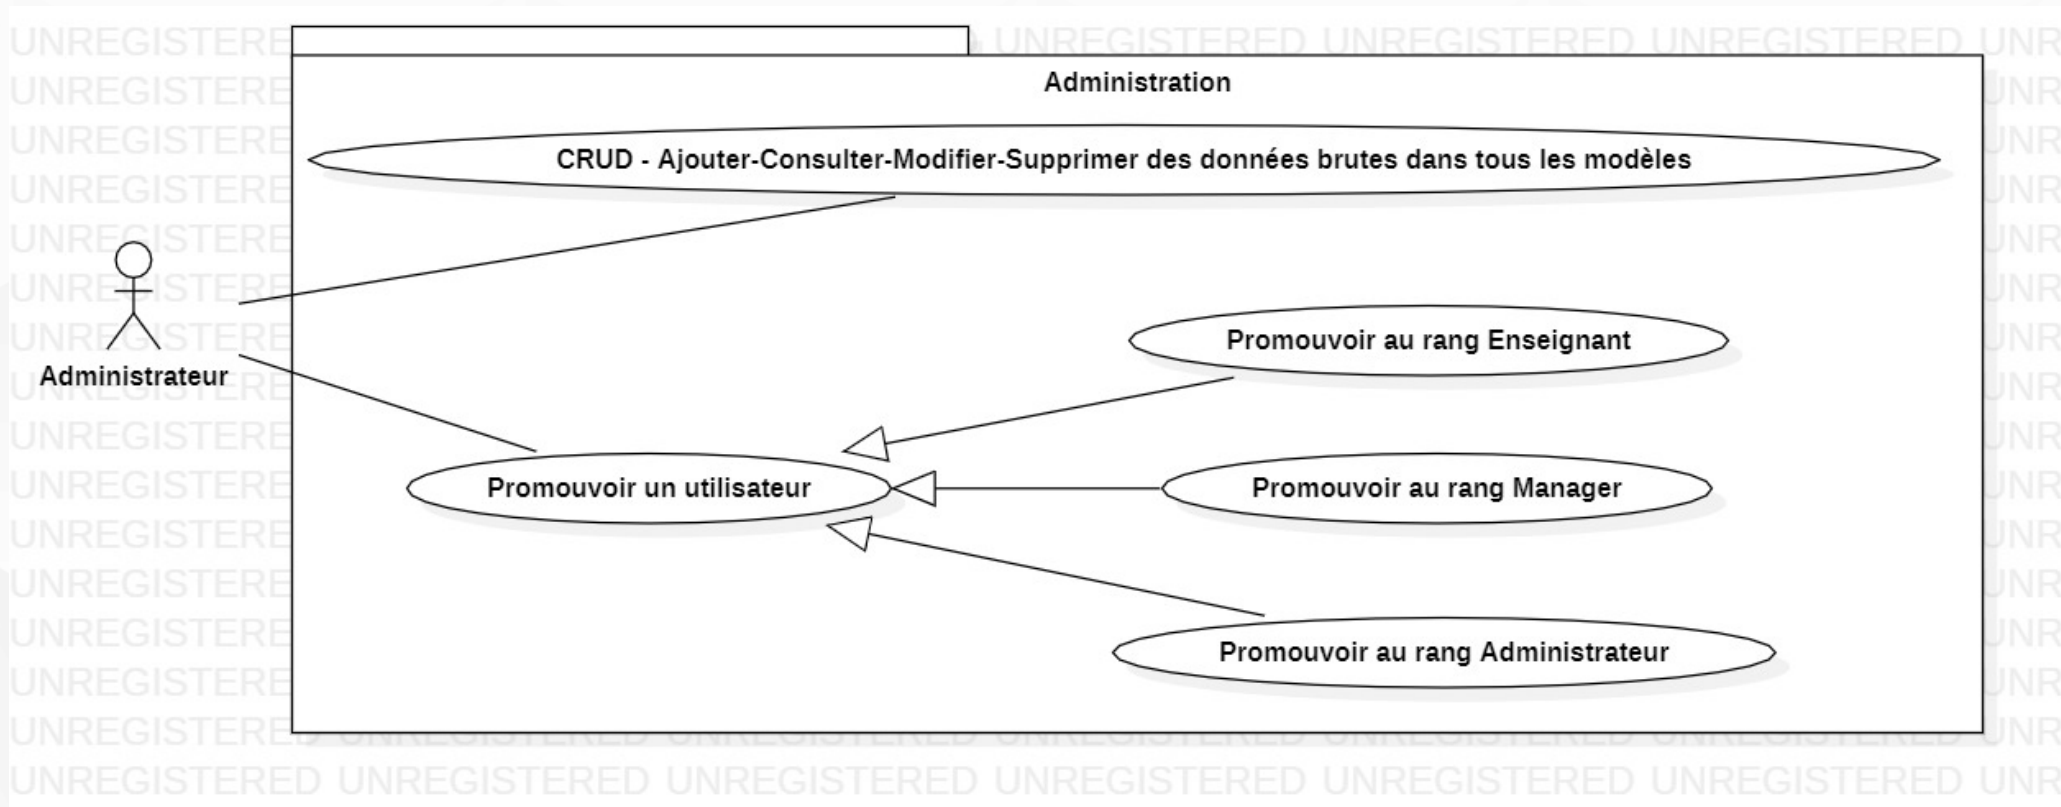 Administration
CRUD - Ajouter-Consulter-Modifier-Supprimer des données brutes dans tous les modèles
Promouvoir au rang Enseignant
Administrateur
Promouvoir un utilisateur
Promouvoir au rang Manager
Promouvoir au rang Administrateur
UNREGISTERED UNREGISTERED UNREGISTERED UNREGISTERED UNREGISTERED UNREGISTERED